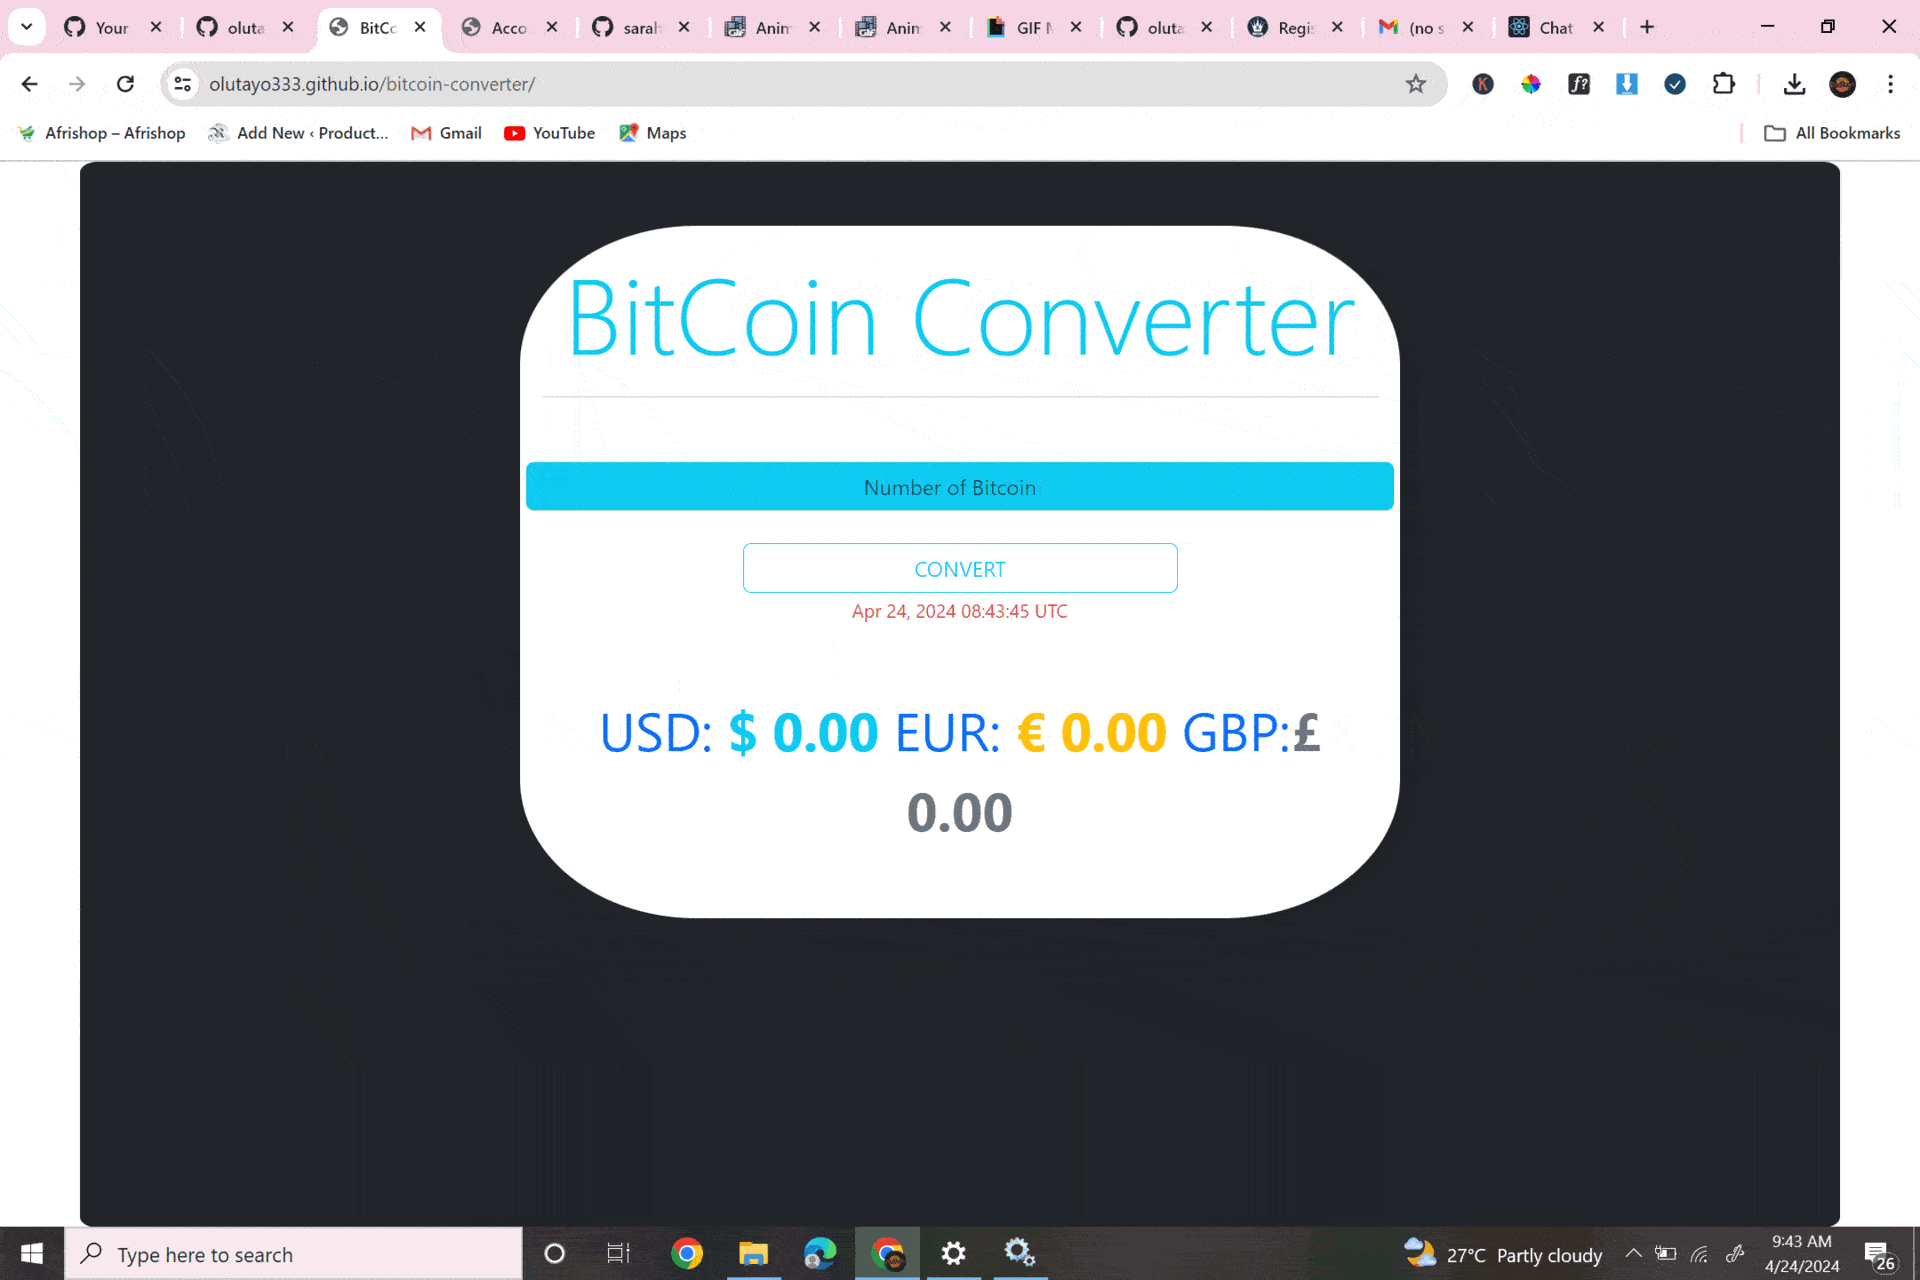 Your
oluta
BitCo
Acco
sarah
Anim
Anim
GIF M
oluta
Regi
(no s
Chat
olutayo333.github.io/bitcoin-converter/
Afrishop – Afrishop
Add New ‹ Product...
Gmail
YouTube
Maps
All Bookmarks
BitCoin Converter
Number of Bitcoin
CONVERT
Apr 24, 2024 08:43:45 UTC
USD: $ 0.00 EUR: € 0.00 GBP:£
0.00
Type here to search
27°C Partly cloudy
9:43 AM
4/24/2024
26